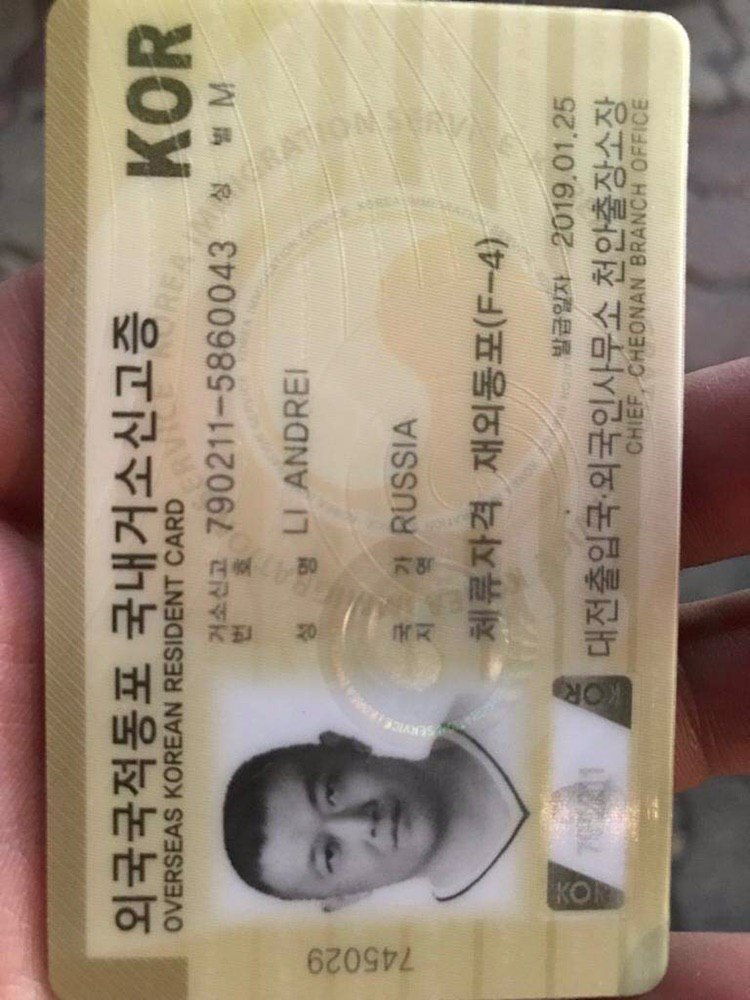 외국국적동포 국내거소신고증 KOR
OVERSEAS KOREAN RESIDENT CARD
거소신고번호 790211-5860043 성별 M
성명 LI ANDREI
국가지역 RUSSIA
체류자격 재외동포(F-4)
발급일자 2019.01.25
대전출입국·외국인사무소 천안출장소장
CHIEF, CHEONAN BRANCH OFFICE
745029
KOR
KOR